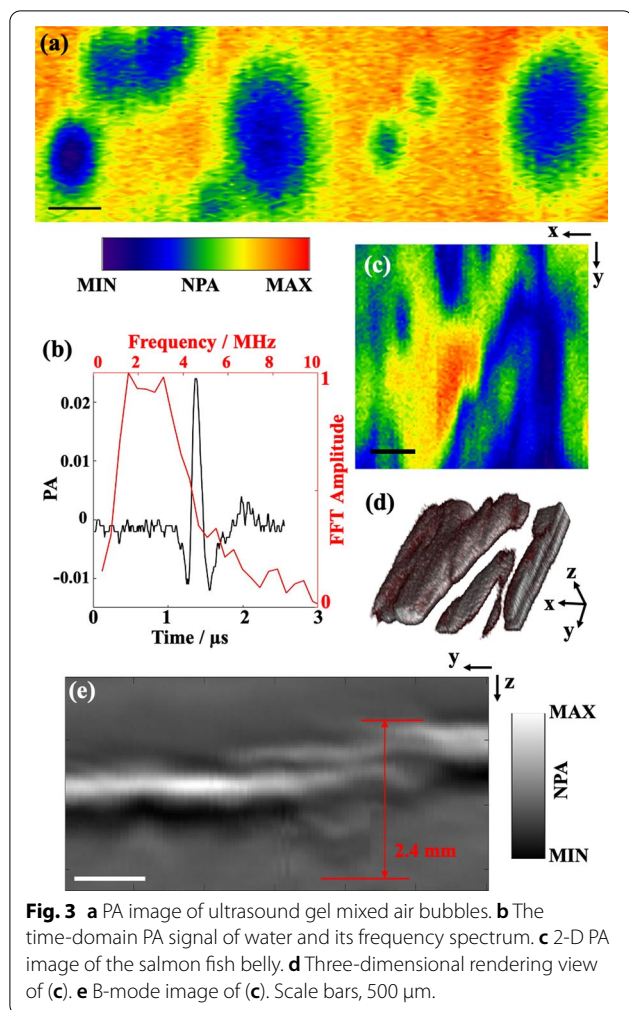 (a)
MIN NPA MAX
x
y
(c)
(b)
Frequency / MHz
0 2 4 6 8 10
1
0.02
0.01
0
-0.01
PA
FFT Amplitude
0
0 1 2 3
Time / μs
(d)
z
x
y
y
z
(e)
2.4 mm
MAX
NPA
MIN
Fig. 3 a PA image of ultrasound gel mixed air bubbles. b The
time-domain PA signal of water and its frequency spectrum. c 2-D PA
image of the salmon fish belly. d Three-dimensional rendering view
of (c). e B-mode image of (c). Scale bars, 500 μm.